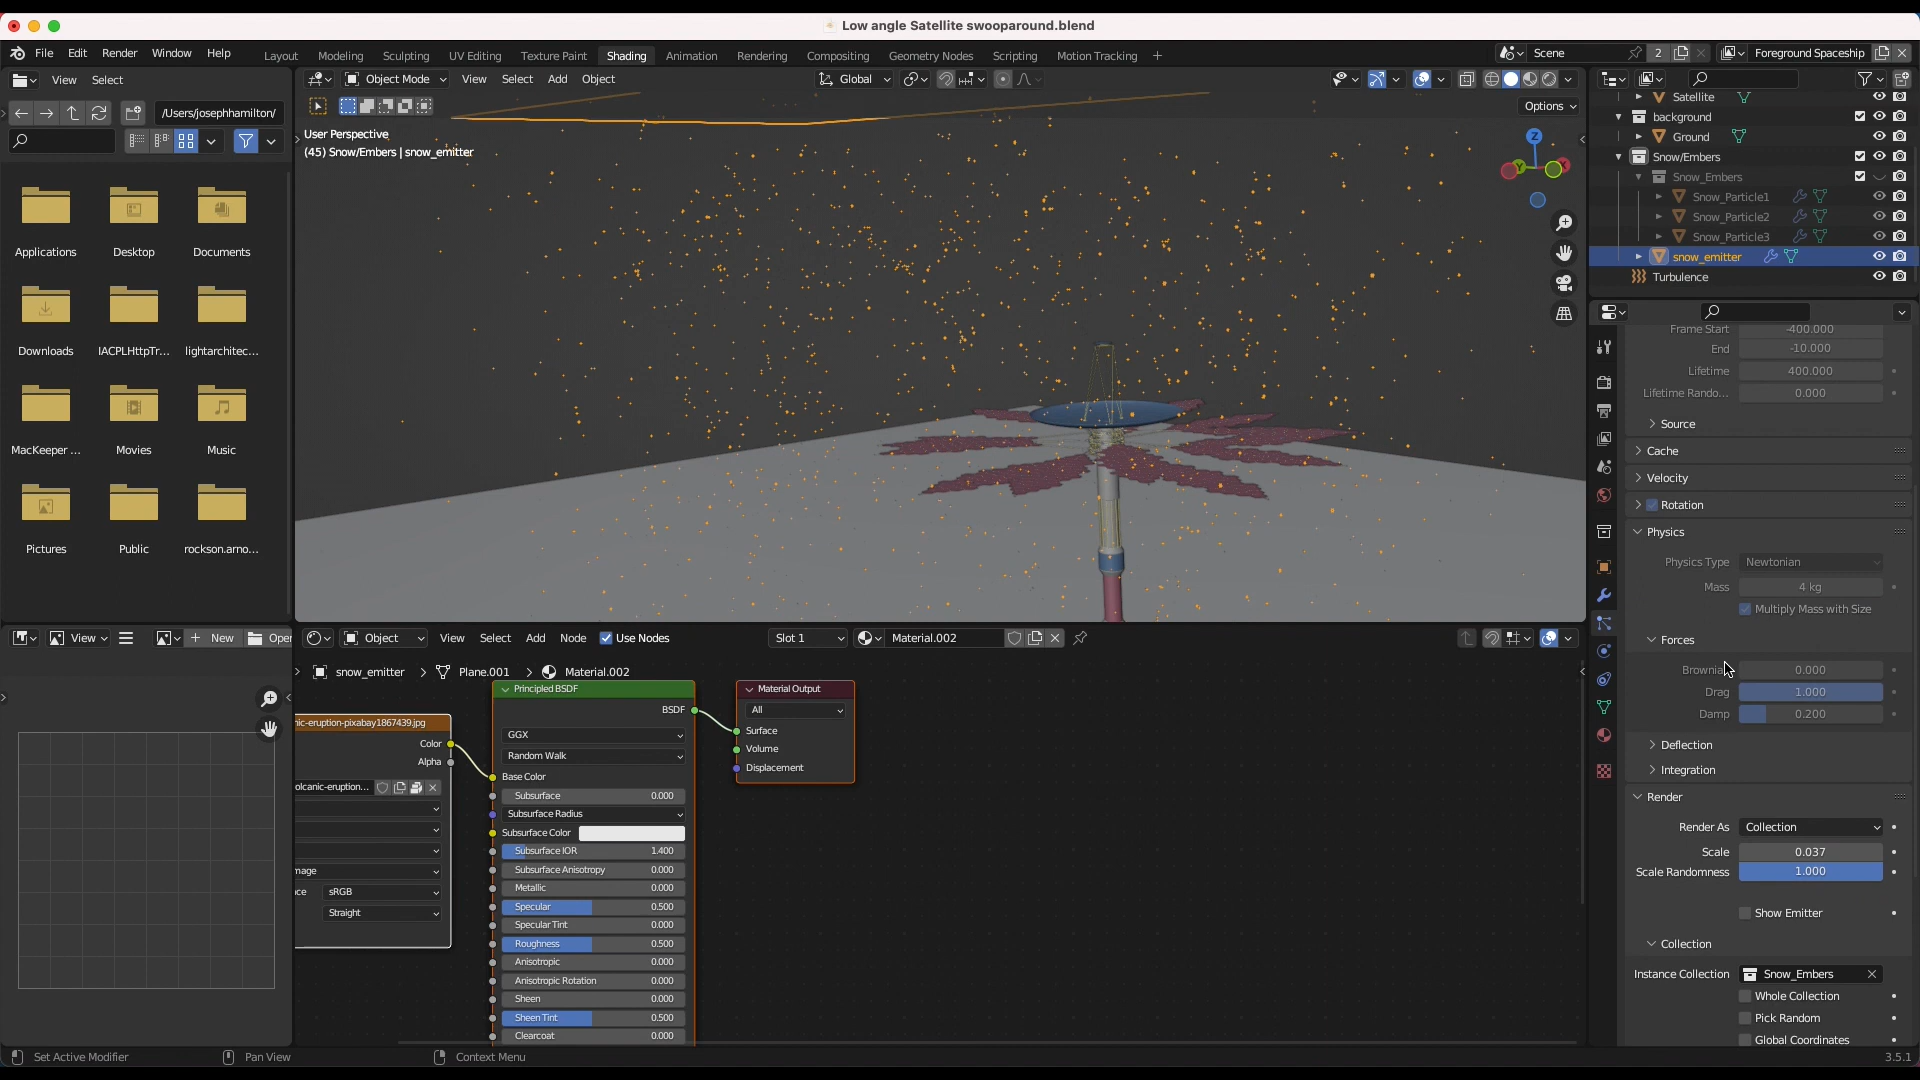 Low angle Satellite swooparound.blend
File Edit Render Window Help
Layout Modeling Sculpting UV Editing Texture Paint Shading Animation Rendering Compositing Geometry Nodes Scripting Motion Tracking +
Scene 2 Foreground Spaceship
View Select
Object Mode View Select Add Object Global
/Users/josephhamilton/
Options
User Perspective
(45) Snow/Embers | snow_emitter
Z
Y
X
Applications Desktop Documents
Downloads IACPLHttpTr... lightarchitec...
MacKeeper ... Movies Music
Pictures Public rockson.arno...
Satellite
background
Ground
Snow/Embers
Snow_Embers
Snow_Particle1
Snow_Particle2
Snow_Particle3
snow_emitter
Turbulence
Frame Start -400.000
End -10.000
Lifetime 400.000
Lifetime Rando... 0.000
Source
Cache
Velocity
Rotation
Physics
Physics Type Newtonian
Mass 4 kg
Multiply Mass with Size
Forces
Brownia 0.000
Drag 1.000
Damp 0.200
Deflection
Integration
Render
Render As Collection
Scale 0.037
Scale Randomness 1.000
Show Emitter
Collection
Instance Collection Snow_Embers
Whole Collection
Pick Random
Global Coordinates
View New Open
Object View Select Add Node Use Nodes Slot 1 Material.002
snow_emitter > Plane.001 > Material.002
nic-eruption-pixabay1867439.jpg
Color
Alpha
olcanic-eruption...
mage
ce sRGB
Straight
Principled BSDF
BSDF
GGX
Random Walk
Base Color
Subsurface 0.000
Subsurface Radius
Subsurface Color
Subsurface IOR 1.400
Subsurface Anisotropy 0.000
Metallic 0.000
Specular 0.500
Specular Tint 0.000
Roughness 0.500
Anisotropic 0.000
Anisotropic Rotation 0.000
Sheen 0.000
Sheen Tint 0.500
Clearcoat 0.000
Material Output
All
Surface
Volume
Displacement
Set Active Modifier Pan View Context Menu 3.5.1